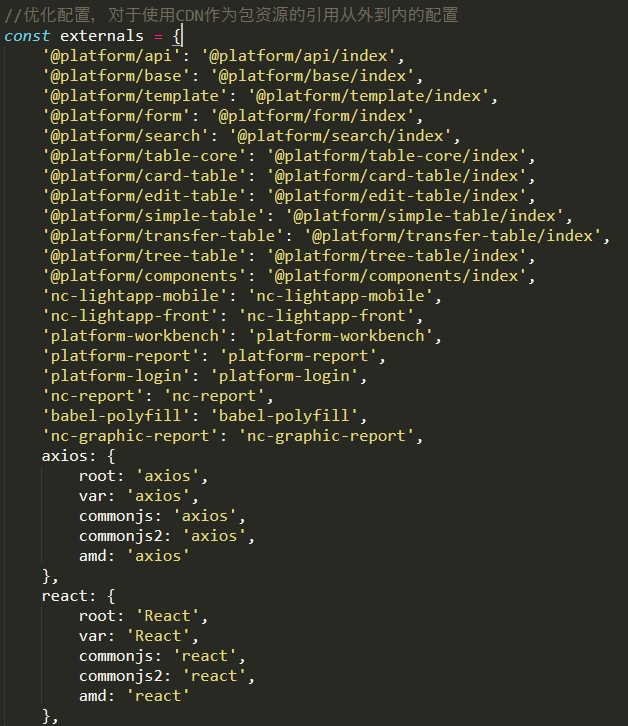 //优化配置，对于使用CDN作为包资源的引用从外到内的配置
const externals = {
    '@platform/api': '@platform/api/index',
    '@platform/base': '@platform/base/index',
    '@platform/template': '@platform/template/index',
    '@platform/form': '@platform/form/index',
    '@platform/search': '@platform/search/index',
    '@platform/table-core': '@platform/table-core/index',
    '@platform/card-table': '@platform/card-table/index',
    '@platform/edit-table': '@platform/edit-table/index',
    '@platform/simple-table': '@platform/simple-table/index',
    '@platform/transfer-table': '@platform/transfer-table/index',
    '@platform/tree-table': '@platform/tree-table/index',
    '@platform/components': '@platform/components/index',
    'nc-lightapp-mobile': 'nc-lightapp-mobile',
    'nc-lightapp-front': 'nc-lightapp-front',
    'platform-workbench': 'platform-workbench',
    'platform-report': 'platform-report',
    'platform-login': 'platform-login',
    'nc-report': 'nc-report',
    'babel-polyfill': 'babel-polyfill',
    'nc-graphic-report': 'nc-graphic-report',
    axios: {
        root: 'axios',
        var: 'axios',
        commonjs: 'axios',
        commonjs2: 'axios',
        amd: 'axios'
    },
    react: {
        root: 'React',
        var: 'React',
        commonjs: 'react',
        commonjs2: 'react',
        amd: 'react'
    },